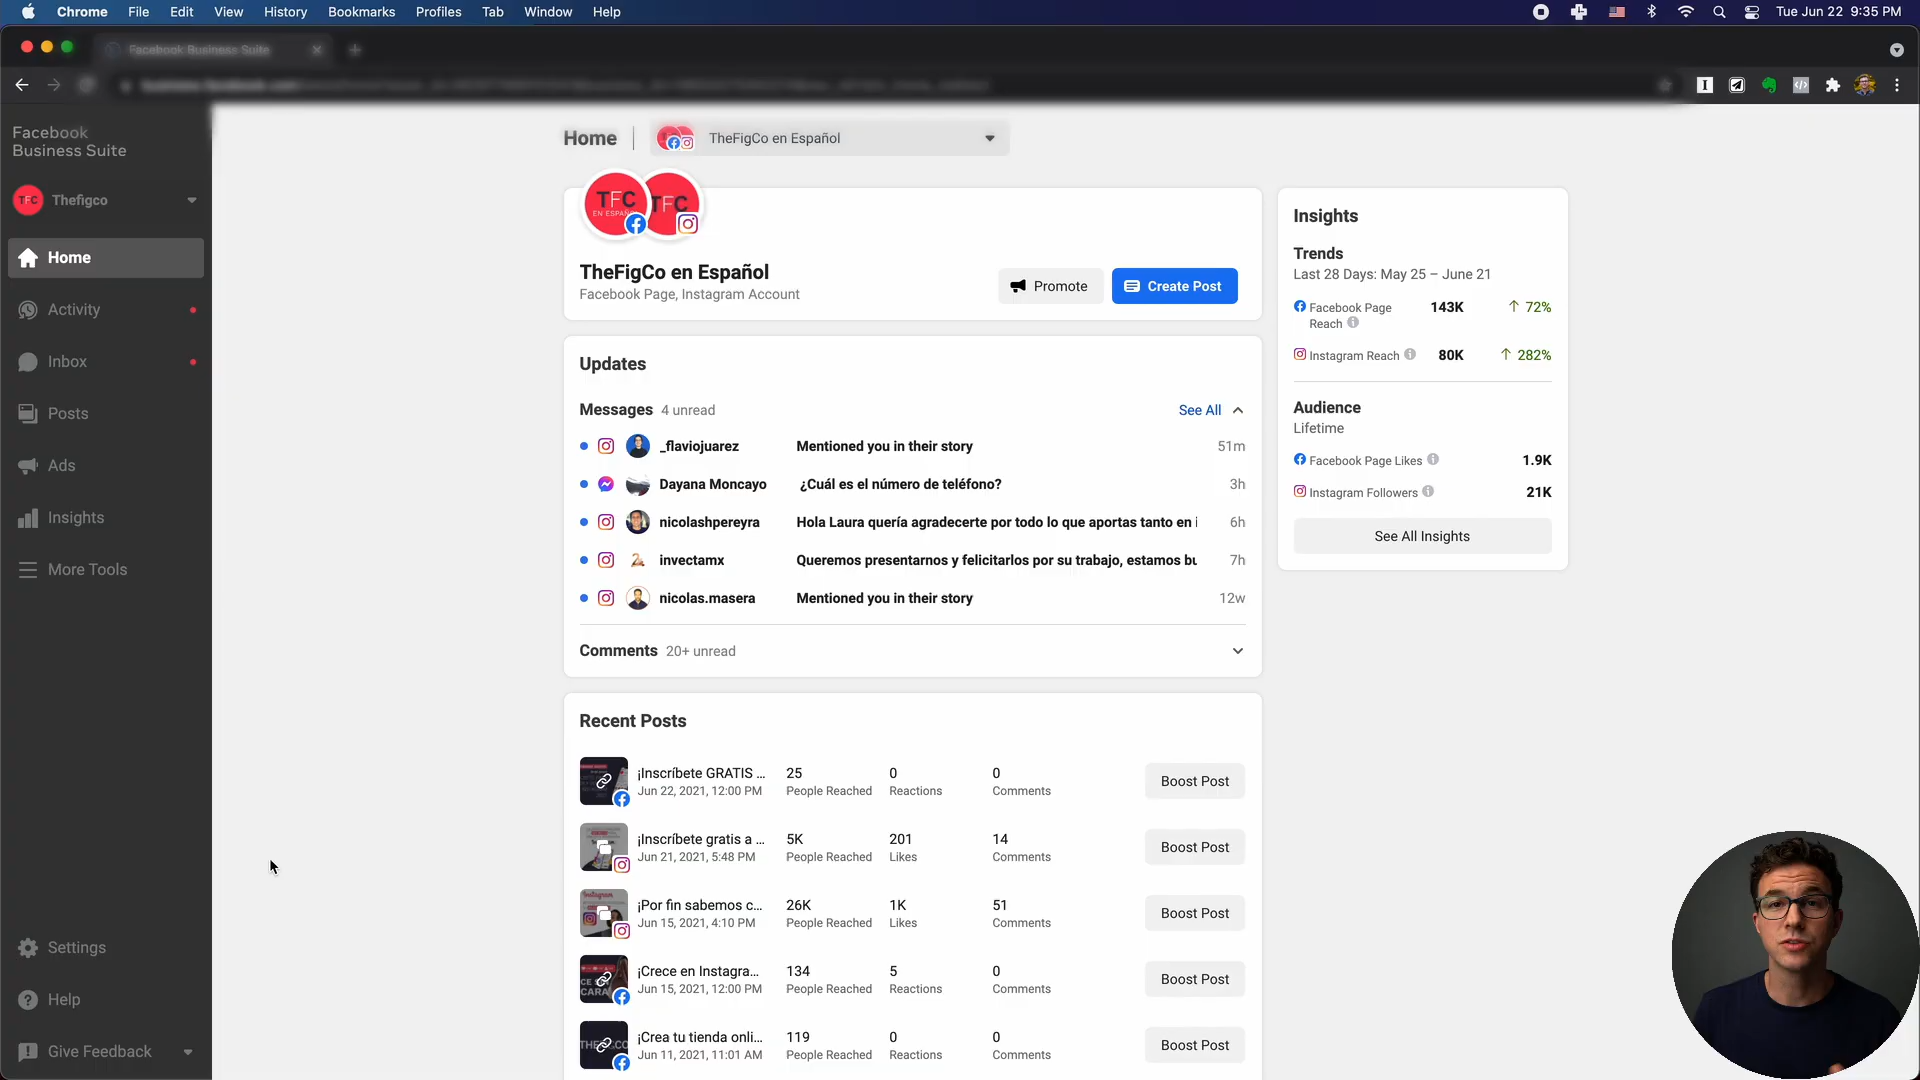 Chrome File Edit View History Bookmarks Profiles Tab Window Help
Tue Jun 22 9:35 PM
Facebook Business Suite
Facebook
Business Suite
TFC Thefigco
Home
Activity
Inbox
Posts
Ads
Insights
More Tools
Settings
Help
Give Feedback
Home
TheFigCo en Español
TFC
EN ESPAÑOL
TFC
TheFigCo en Español
Facebook Page, Instagram Account
Promote
Create Post
Updates
Messages 4 unread
See All
_flaviojuarez Mentioned you in their story 51m
Dayana Moncayo ¿Cuál es el número de teléfono? 3h
nicolashpereyra Hola Laura quería agradecerte por todo lo que aportas tanto en i 6h
invectamx Queremos presentarnos y felicitarlos por su trabajo, estamos bu 7h
nicolas.masera Mentioned you in their story 12w
Comments 20+ unread
Recent Posts
¡Inscríbete GRATIS ... 25 0 0
Jun 22, 2021, 12:00 PM People Reached Reactions Comments
Boost Post
¡Inscríbete gratis a ... 5K 201 14
Jun 21, 2021, 5:48 PM People Reached Likes Comments
Boost Post
¡Por fin sabemos c... 26K 1K 51
Jun 15, 2021, 4:10 PM People Reached Likes Comments
Boost Post
¡Crece en Instagra... 134 5 0
Jun 15, 2021, 12:00 PM People Reached Reactions Comments
Boost Post
¡Crea tu tienda onli... 119 0 0
Jun 11, 2021, 11:01 AM People Reached Reactions Comments
Boost Post
Insights
Trends
Last 28 Days: May 25 – June 21
Facebook Page 143K ↑ 72%
Reach
Instagram Reach 80K ↑ 282%
Audience
Lifetime
Facebook Page Likes 1.9K
Instagram Followers 21K
See All Insights